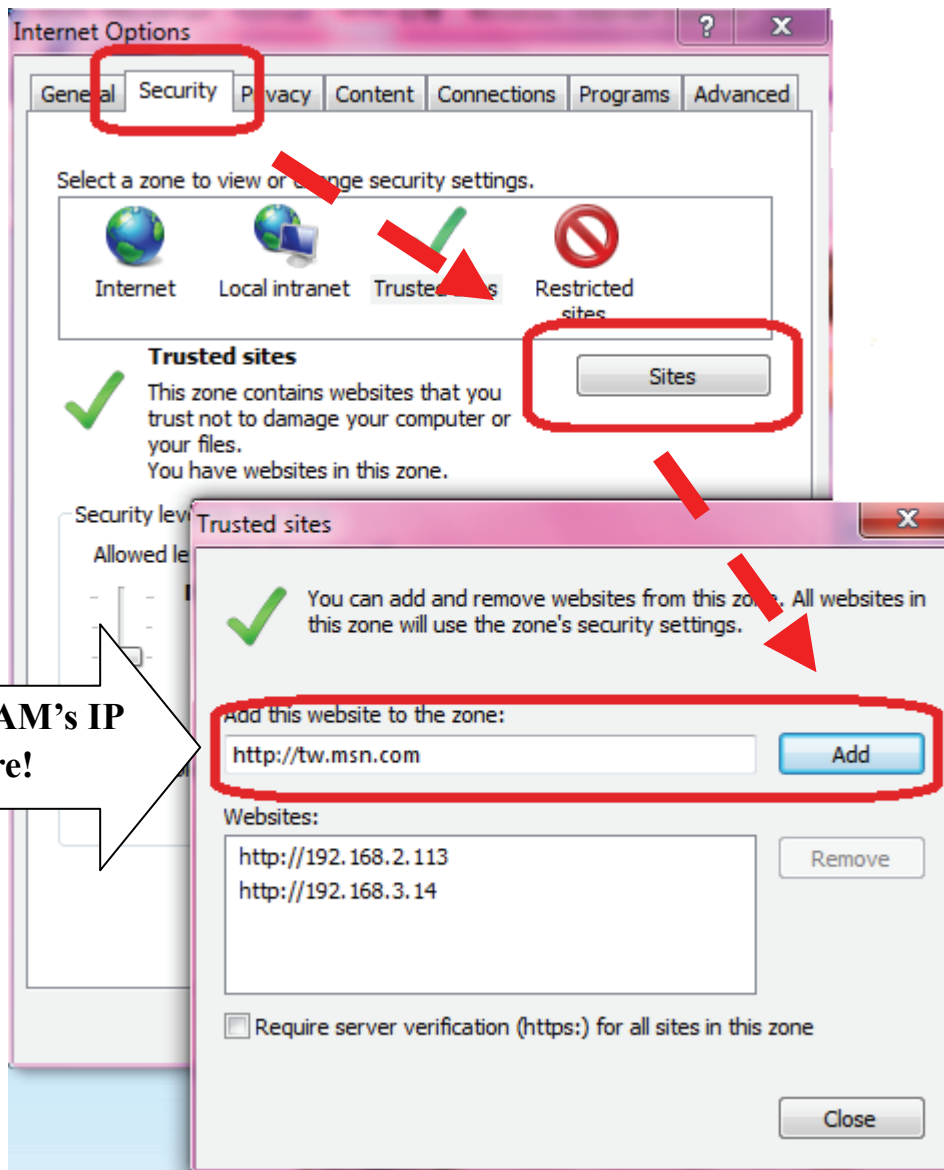 Internet Options
General Security Privacy Content Connections Programs Advanced
Select a zone to view or change security settings.
Internet Local intranet Trusted sites Restricted
sites
Trusted sites
This zone contains websites that you
trust not to damage your computer or
your files.
You have websites in this zone.
Sites
Security lev
Allowed le
Trusted sites
You can add and remove websites from this zone. All websites in
this zone will use the zone's security settings.
AM's IP
re!
Add this website to the zone:
http://tw.msn.com
Add
Websites:
http://192.168.2.113
http://192.168.3.14
Remove
Require server verification (https:) for all sites in this zone
Close